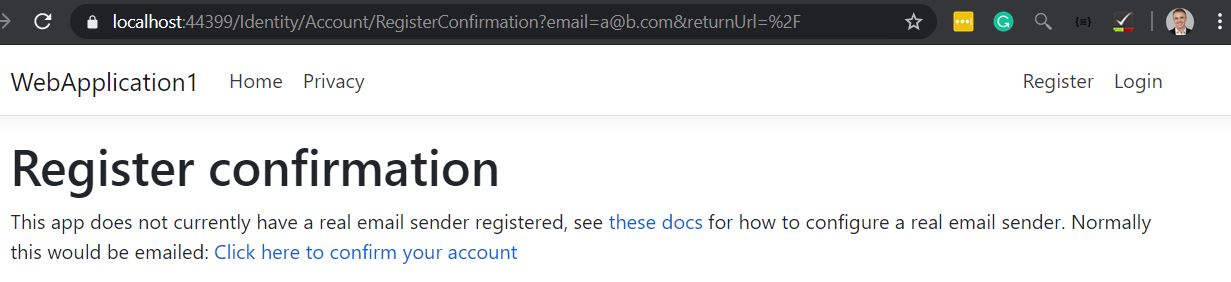 localhost:44399/Identity/Account/RegisterConfirmation?email=a@b.com&returnUrl=%2F
WebApplication1 Home Privacy Register Login
Register confirmation
This app does not currently have a real email sender registered, see these docs for how to configure a real email sender. Normally
this would be emailed: Click here to confirm your account